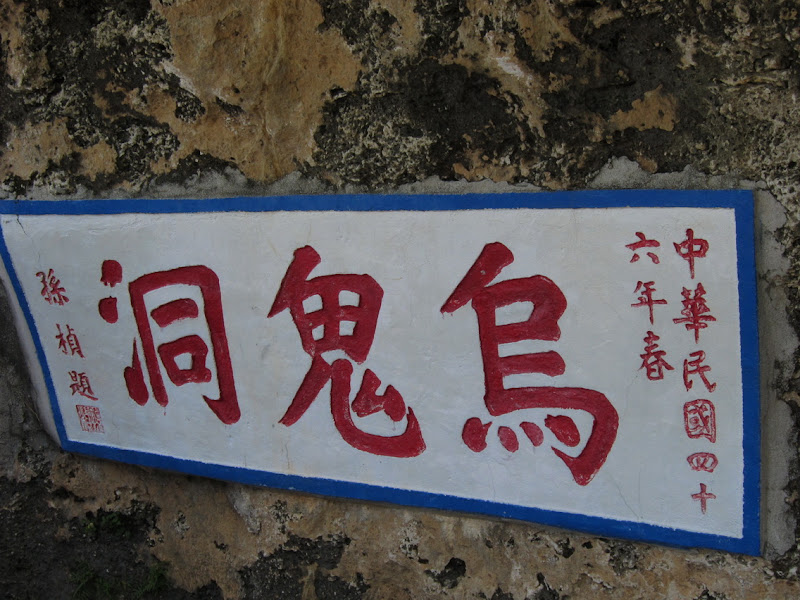 中華民國四十
六年春
烏鬼洞
孫楨題